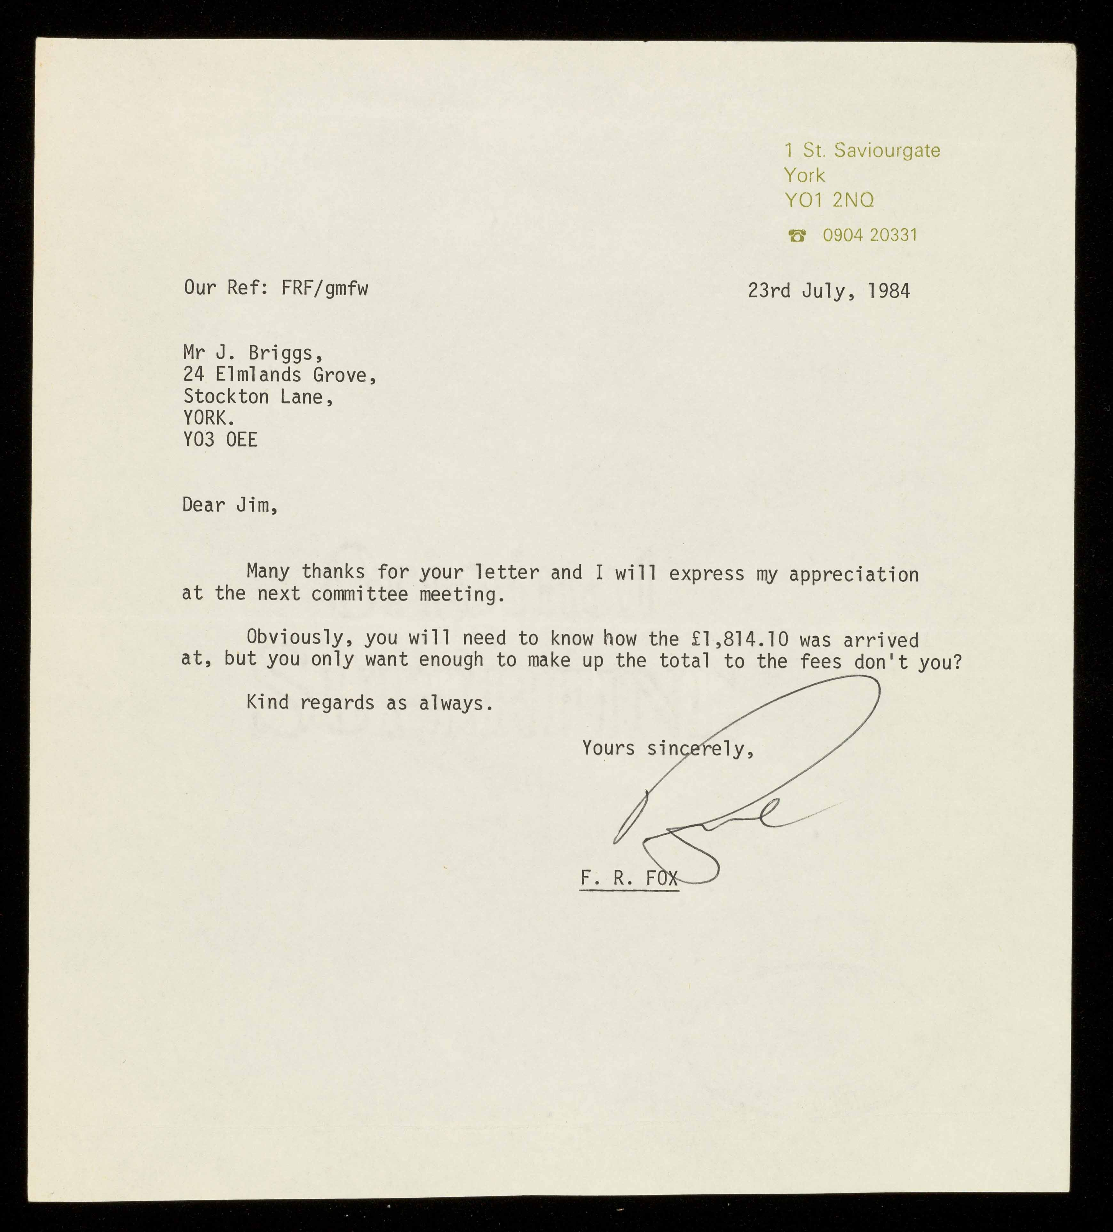 1 St. Saviourgate
York
YO1 2NQ
☎ 0904 20331
Our Ref: FRF/gmfw
23rd July, 1984
Mr J. Briggs,
24 Elmlands Grove,
Stockton Lane,
YORK.
YO3 OEE
Dear Jim,
Many thanks for your letter and I will express my appreciation
at the next committee meeting.
Obviously, you will need to know how the £1,814.10 was arrived
at, but you only want enough to make up the total to the fees don't you?
Kind regards as always.
Yours sincerely,
F. R. FOX